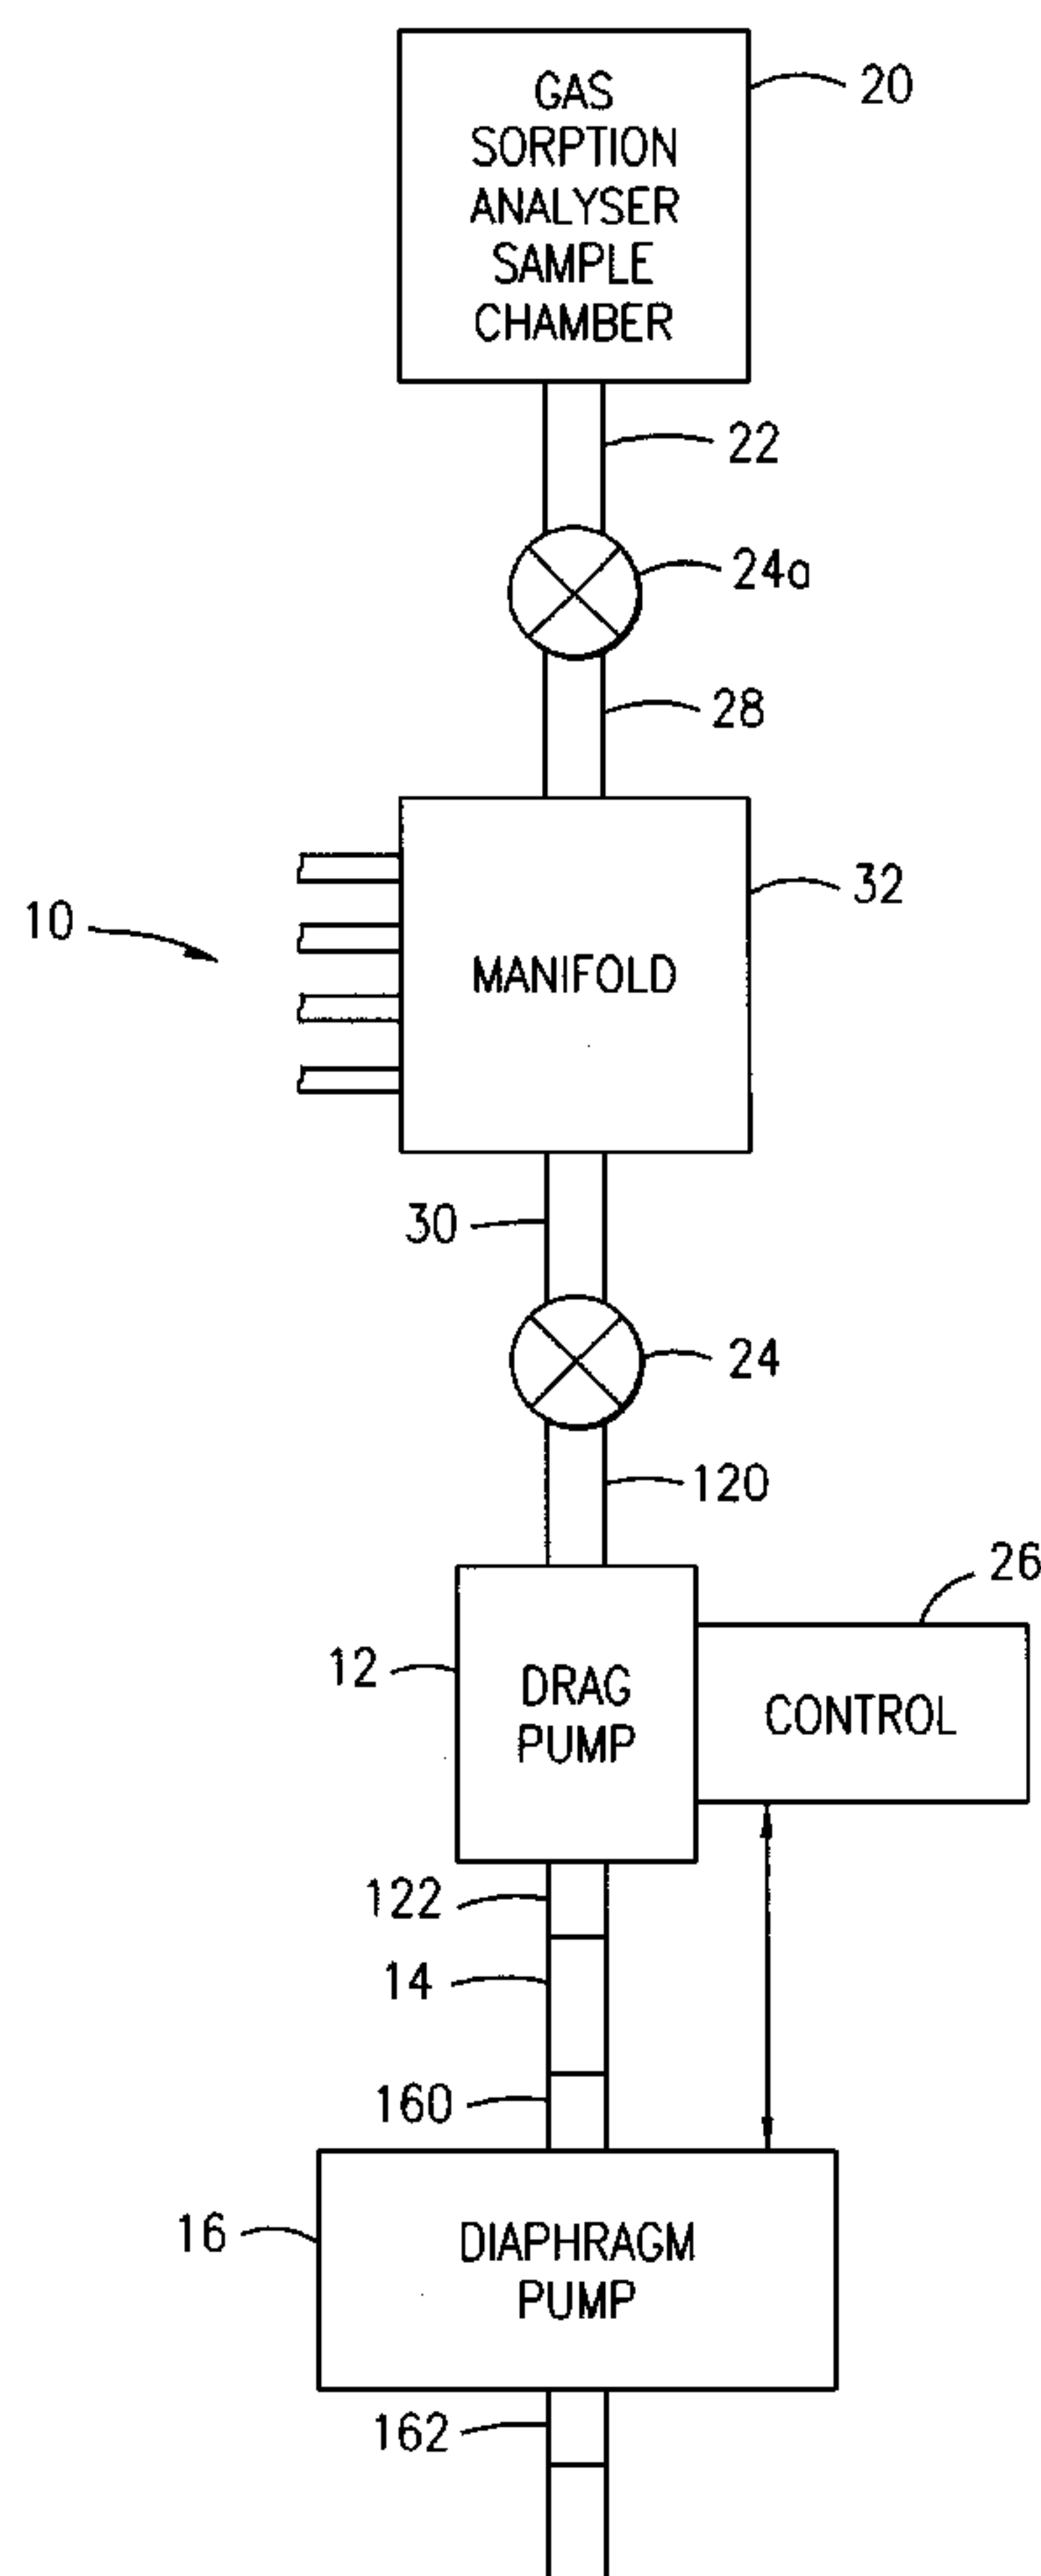 GAS
SORPTION
ANALYSER
SAMPLE
CHAMBER
20
22
24a
28
10
MANIFOLD
32
30
24
120
26
12
DRAG
PUMP
CONTROL
122
14
160
16
DIAPHRAGM
PUMP
162